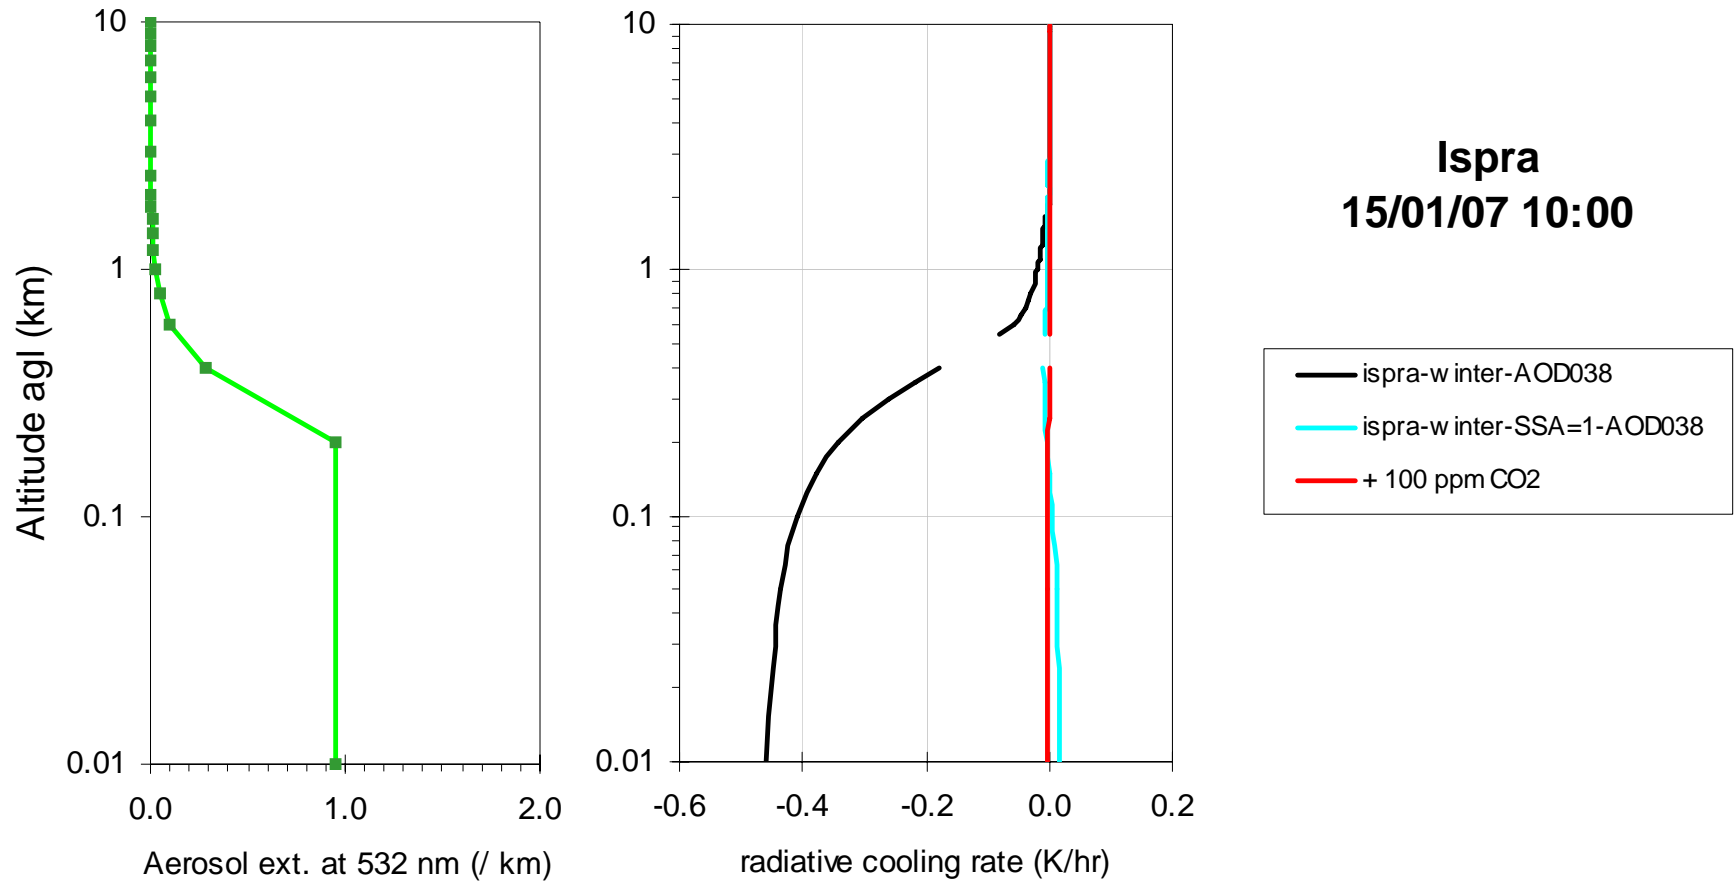 10
1
0.1
0.01
0.0 1.0 2.0
Altitude agl (km)
Aerosol ext. at 532 nm (/ km)
10
1
0.1
0.01
-0.6 -0.4 -0.2 0.0 0.2
radiative cooling rate (K/hr)
Ispra
15/01/07 10:00
ispra-winter-AOD038
ispra-winter-SSA=1-AOD038
+ 100 ppm CO2